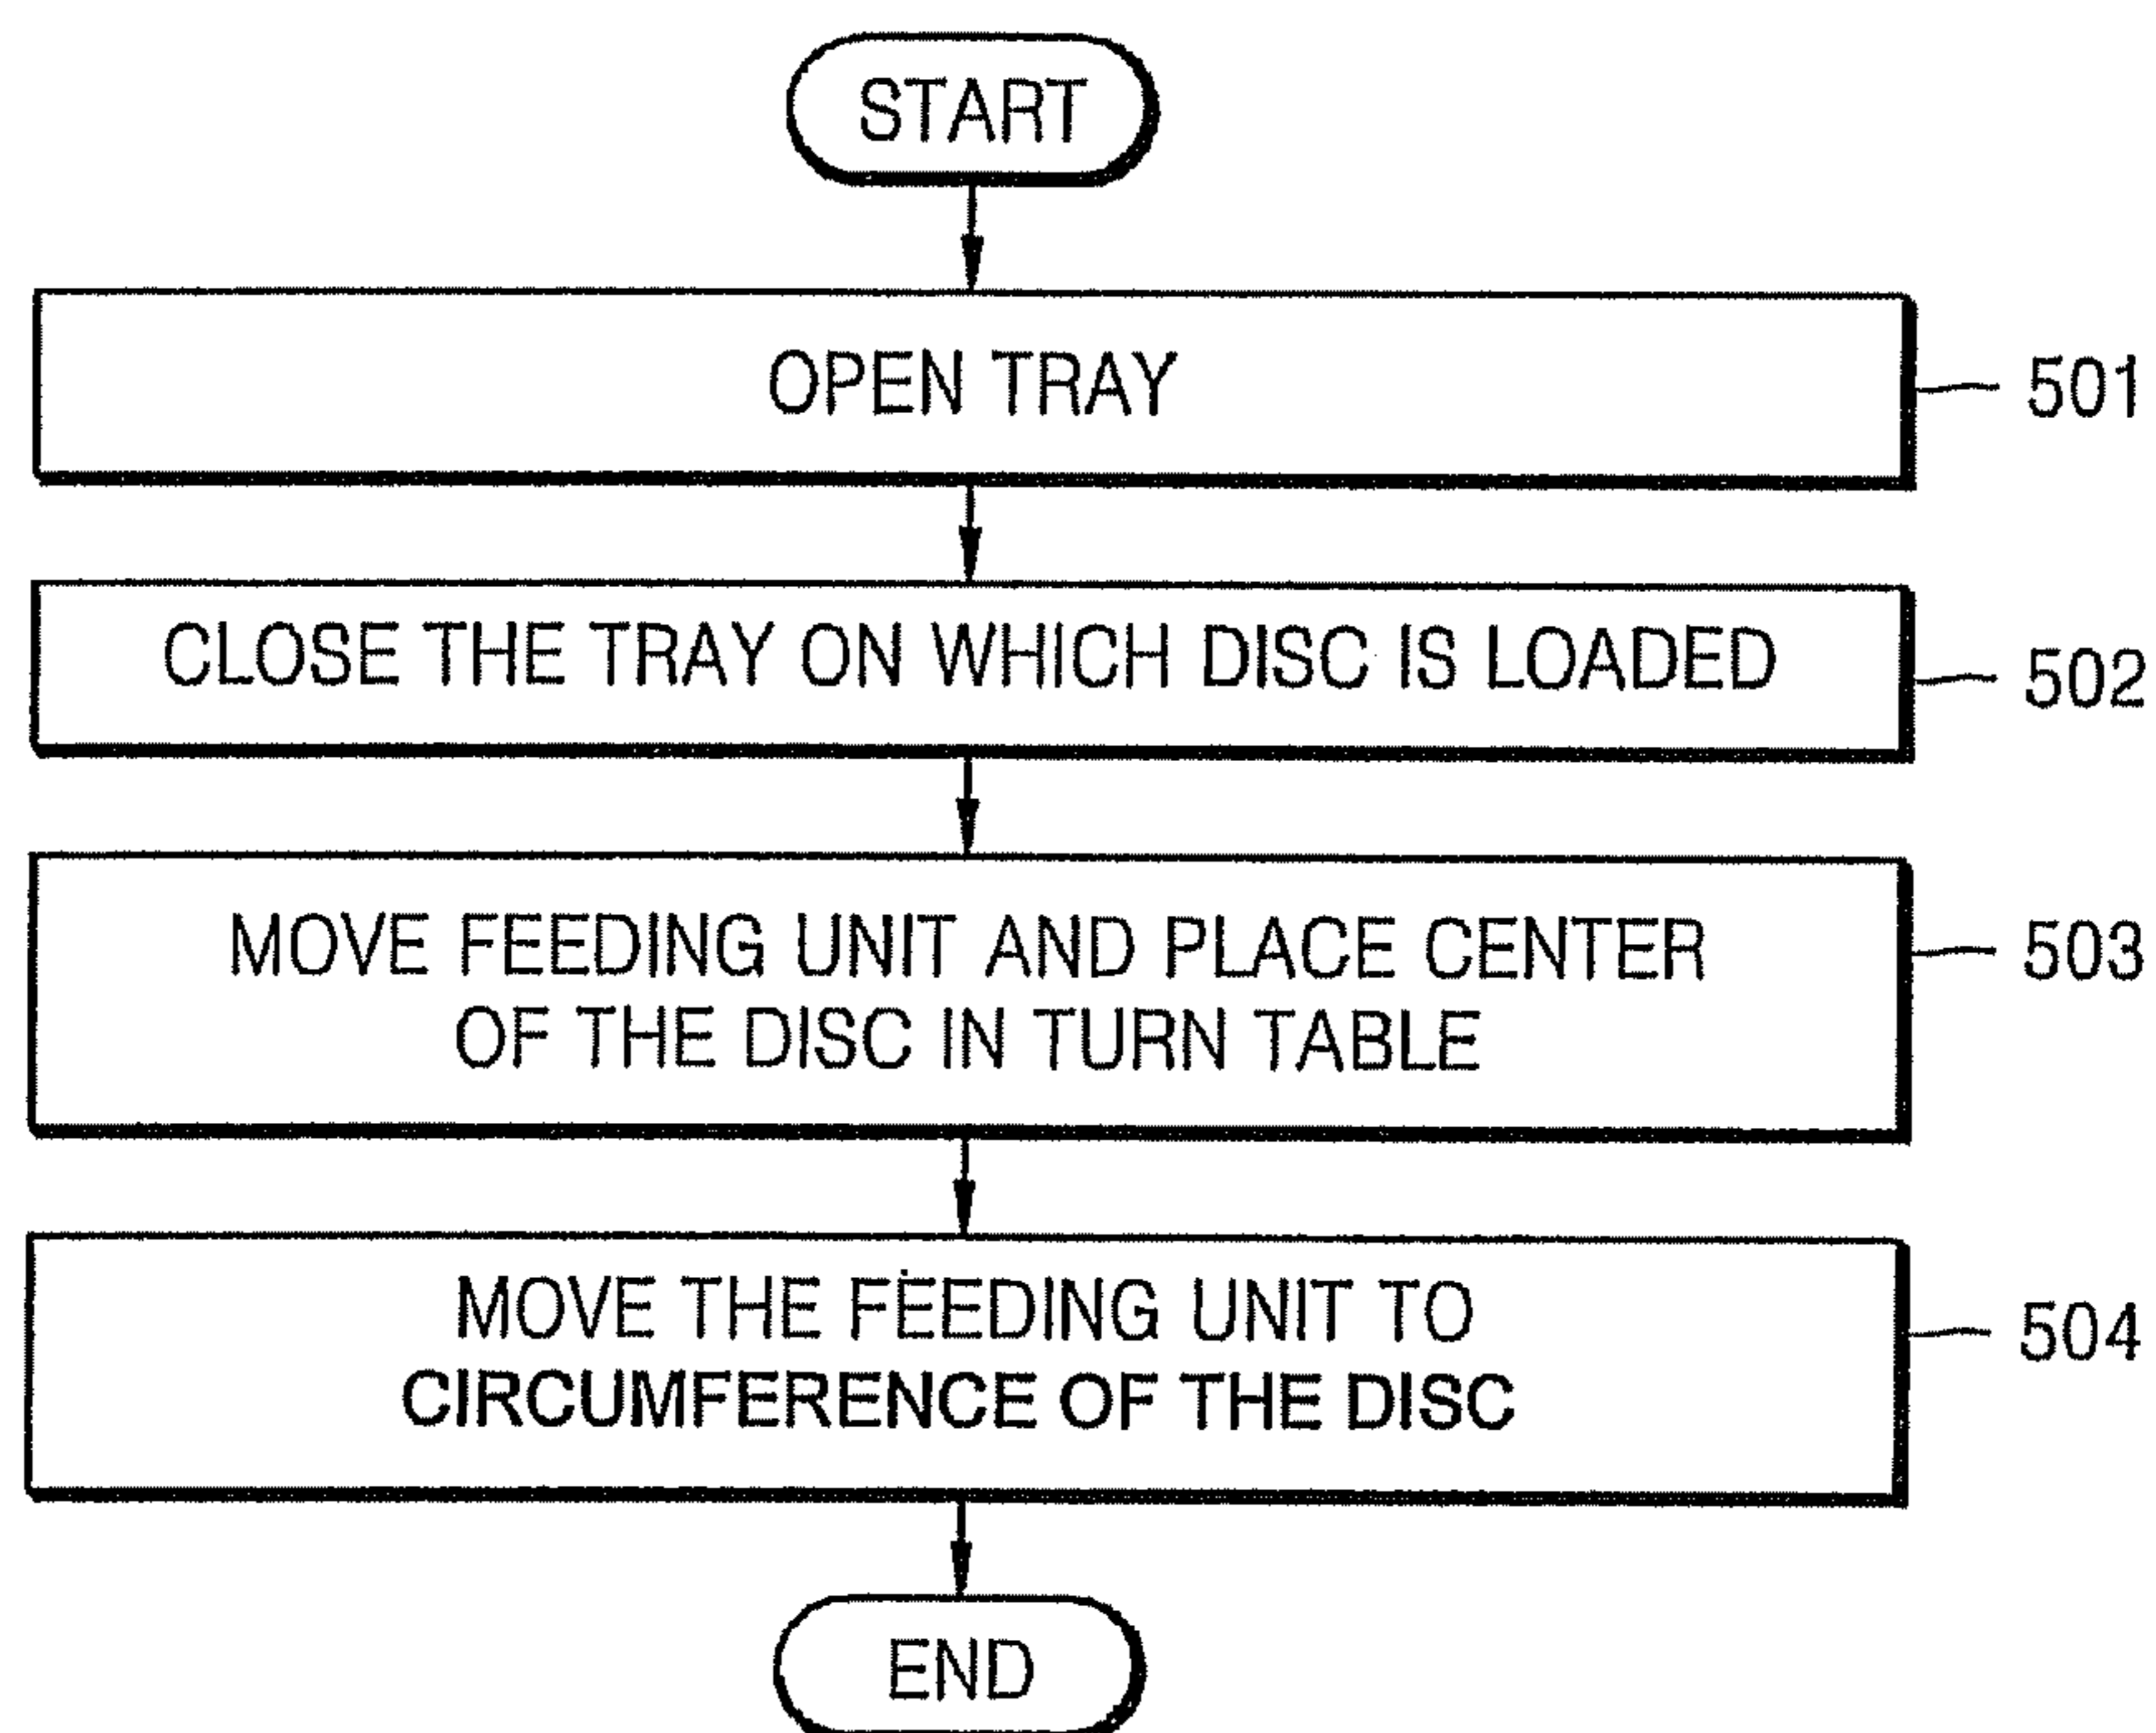 START
OPEN TRAY
501
CLOSE THE TRAY ON WHICH DISC IS LOADED
502
MOVE FEEDING UNIT AND PLACE CENTER
OF THE DISC IN TURN TABLE
503
MOVE THE FEEDING UNIT TO
CIRCUMFERENCE OF THE DISC
504
END